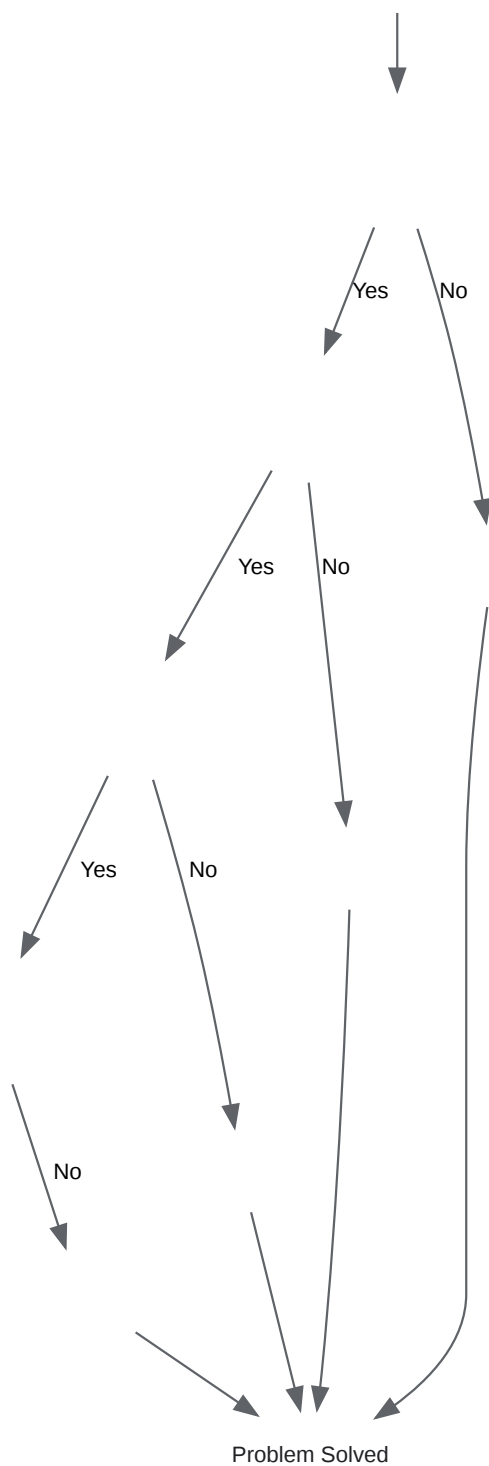 Yes
No
Yes
No
Yes
No
No
Problem Solved